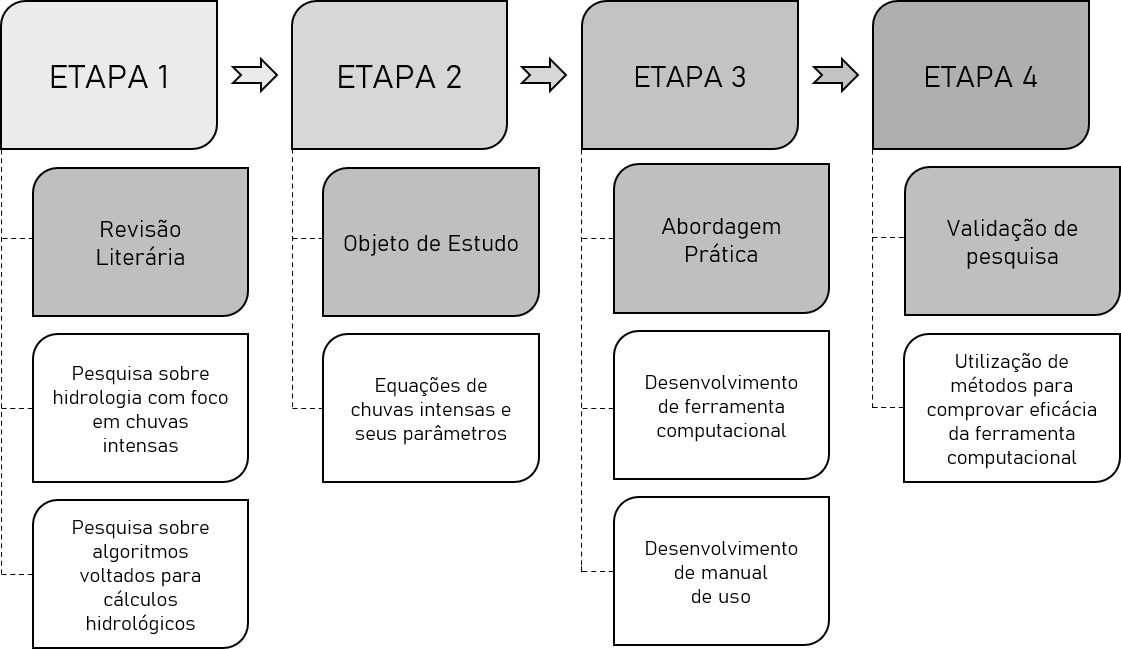 ETAPA 1
Revisão
Literária
Pesquisa sobre
hidrologia com foco
em chuvas
intensas
Pesquisa sobre
algoritmos
voltados para
cálculos
hidrológicos
ETAPA 2
Objeto de Estudo
Equações de
chuvas intensas e
seus parâmetros
ETAPA 3
Abordagem
Prática
Desenvolvimento
de ferramenta
computacional
Desenvolvimento
de manual
de uso
ETAPA 4
Validação de
pesquisa
Utilização de
métodos para
comprovar eficácia
da ferramenta
computacional